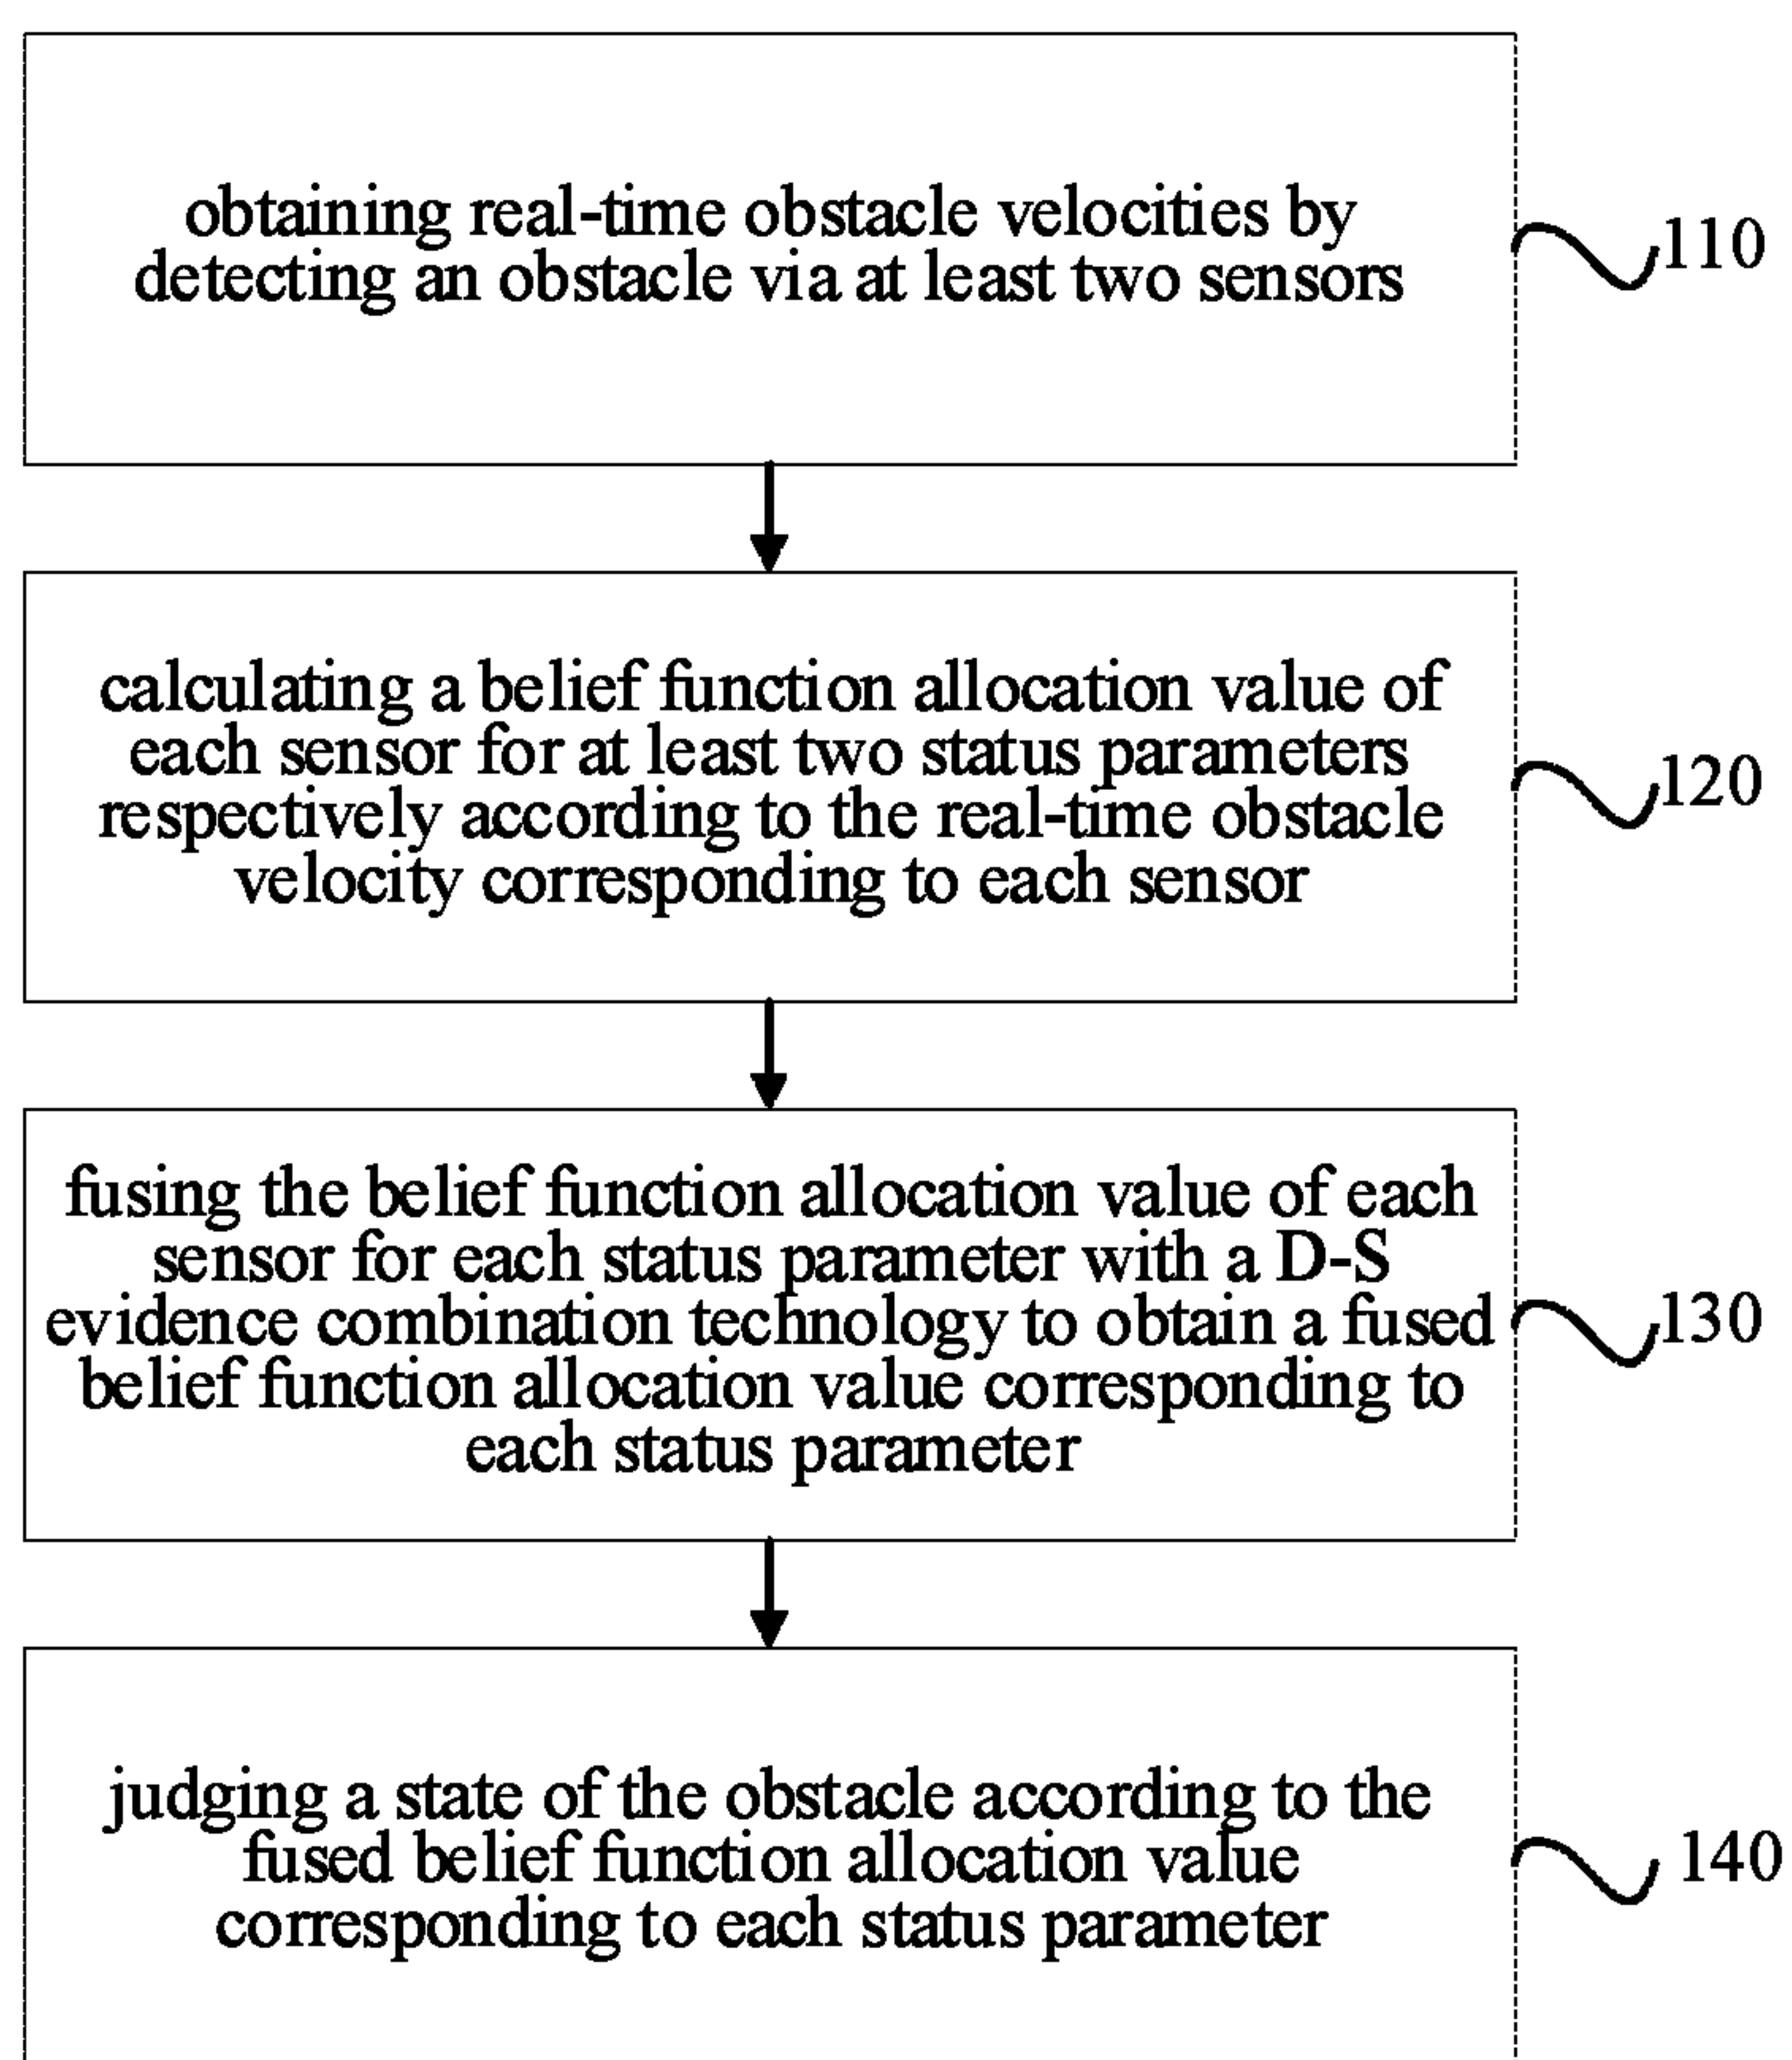 obtaining real-time obstacle velocities by
detecting an obstacle via at least two sensors
110
calculating a belief function allocation value of
each sensor for at least two status parameters
respectively according to the real-time obstacle
velocity corresponding to each sensor
120
fusing the belief function allocation value of each
sensor for each status parameter with a D-S
evidence combination technology to obtain a fused
belief function allocation value corresponding to
each status parameter
130
judging a state of the obstacle according to the
fused belief function allocation value
corresponding to each status parameter
140